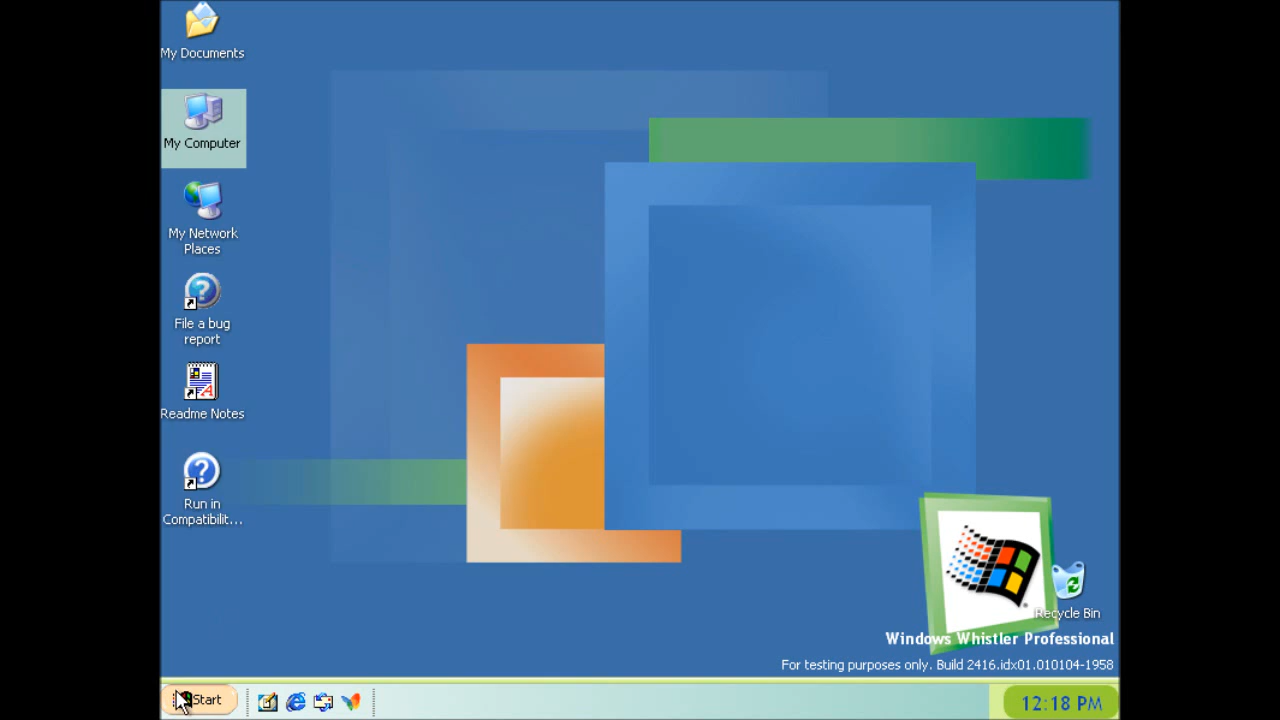 My Documents
My Computer
My Network
Places
File a bug
report
Readme Notes
Run in
Compatibilit...
Recycle Bin
Windows Whistler Professional
For testing purposes only. Build 2416.idx01.010104-1958
Start
12:18 PM